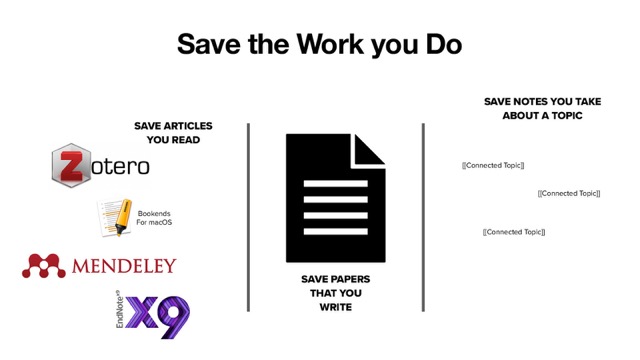 Save the Work you Do
SAVE ARTICLES
YOU READ
Zotero
Bookends
For macOS
MENDELEY
EndNote X9
X9
SAVE PAPERS
THAT YOU
WRITE
SAVE NOTES YOU TAKE
ABOUT A TOPIC
[[Connected Topic]]
[[Connected Topic]]
[[Connected Topic]]